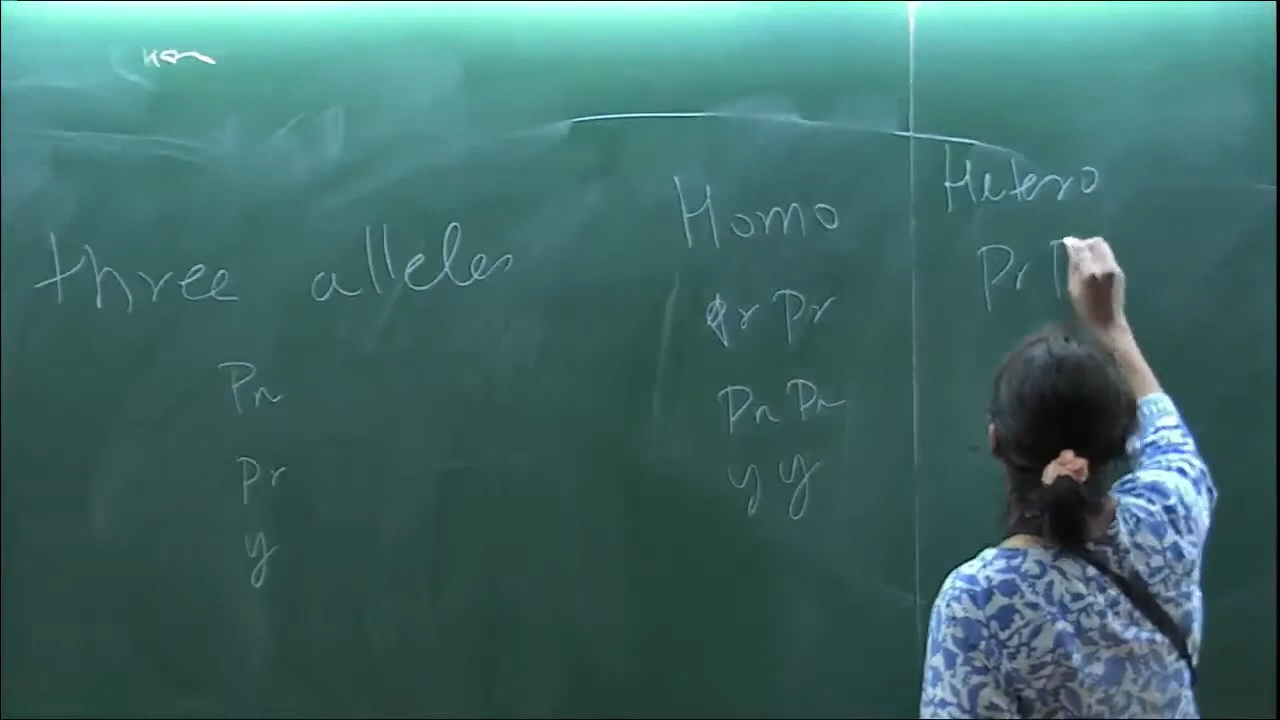 three alleles
Pn
Pr
y
Homo
Pr Pr
Pn Pn
y y
Hetero
Pr